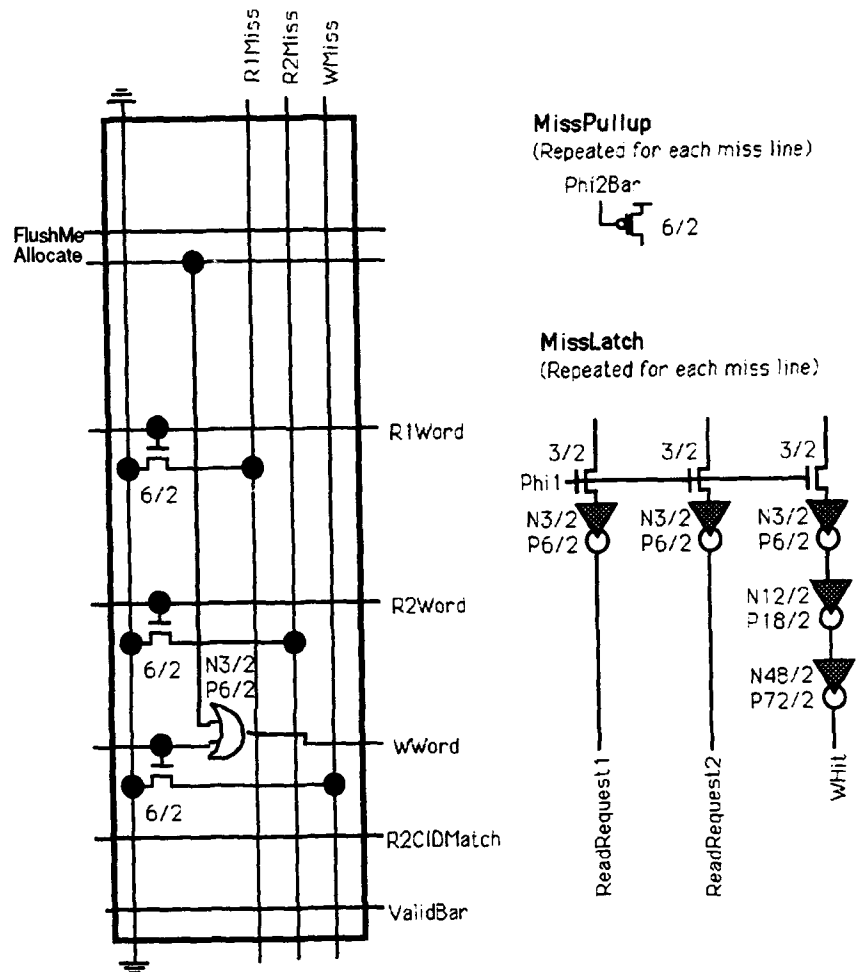 R1Miss
R2Miss
WMiss
FlushMe
Allocate
R1Word
6/2
R2Word
6/2
N3/2
P6/2
WWord
6/2
R2CIDMatch
ValidBar
MissPullup
(Repeated for each miss line)
Phi2Bar
6/2
MissLatch
(Repeated for each miss line)
3/2
3/2
3/2
Phi1
N3/2
P6/2
N3/2
P6/2
N3/2
P6/2
N12/2
P18/2
N48/2
P72/2
ReadRequest1
ReadRequest2
WHit